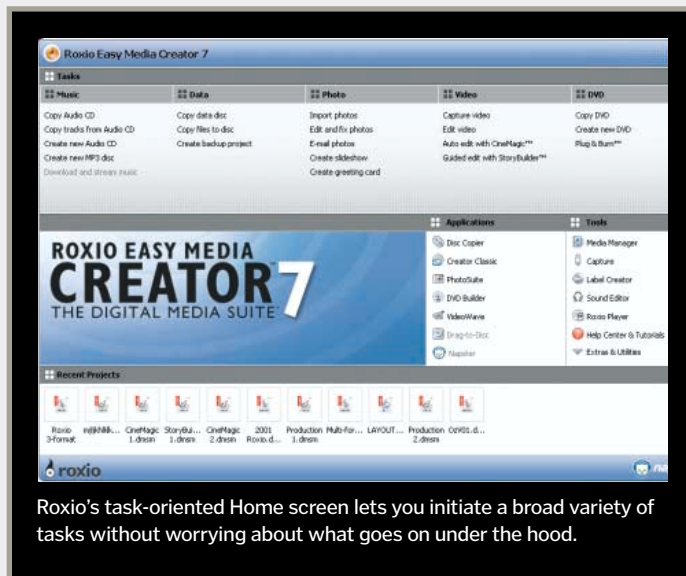 Roxio Easy Media Creator 7
Tasks
Music
Copy Audio CD
Copy tracks from Audio CD
Create new Audio CD
Create new MP3 disc
Download and stream music
Data
Copy data disc
Copy files to disc
Create backup project
Photo
Import photos
Edit and fix photos
E-mail photos
Create slideshow
Create greeting card
Video
Capture video
Edit video
Auto edit with CineMagic™
Guided edit with StoryBuilder™
DVD
Copy DVD
Create new DVD
Plug & Burn™
ROXIO EASY MEDIA
CREATOR 7
THE DIGITAL MEDIA SUITE
Applications
Disc Copier
Creator Classic
PhotoSuite
DVD Builder
VideoWave
Drag-to-Disc
Napster
Tools
Media Manager
Capture
Label Creator
Sound Editor
Roxio Player
Help Center & Tutorials
Extras & Utilities
Recent Projects
Roxio
3-format
CineMagic
1.dmsm
StoryBui...
1.dmsm
CineMagic
2.dmsm
2001
Roxio.d...
Production
1.dmsm
Multi-for...
LAYOUT...
Production
2.dmsm
roxio
na
Roxio's task-oriented Home screen lets you initiate a broad variety of
tasks without worrying about what goes on under the hood.